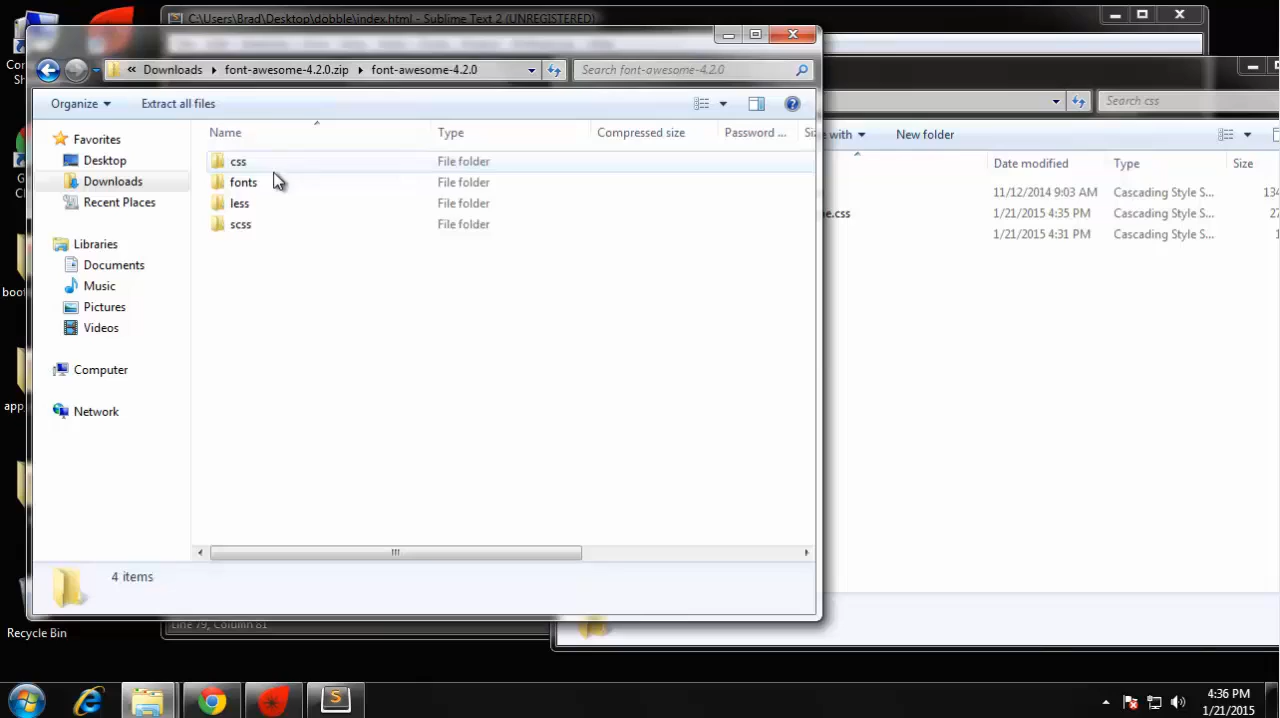 C:\Users\Brad\Desktop\dobble\index.html - Sublime Text 2 (UNREGISTERED)
Downloads
font-awesome-4.2.0.zip
font-awesome-4.2.0
Search font-awesome-4.2.0
Search css
Organize
Extract all files
New folder
Name
Type
Compressed size
Password ...
css
File folder
fonts
File folder
less
File folder
scss
File folder
Favorites
Desktop
Downloads
Recent Places
Libraries
Documents
Music
Pictures
Videos
Computer
Network
4 items
with
Date modified
Type
Size
11/12/2014 9:03 AM
Cascading Style S...
134
e.css
1/21/2015 4:35 PM
Cascading Style S...
27
1/21/2015 4:31 PM
Cascading Style S...
1
Line 79, Column 81
Recycle Bin
4:36 PM
1/21/2015